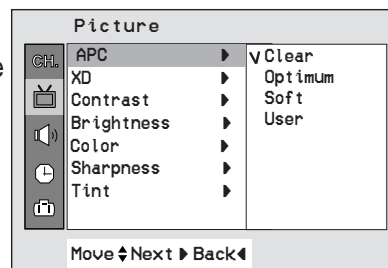 Picture
e
CH.
APC
XD
Contrast
Brightness
Color
Sharpness
Tint
V Clear
Optimum
Soft
User
Move Next Back